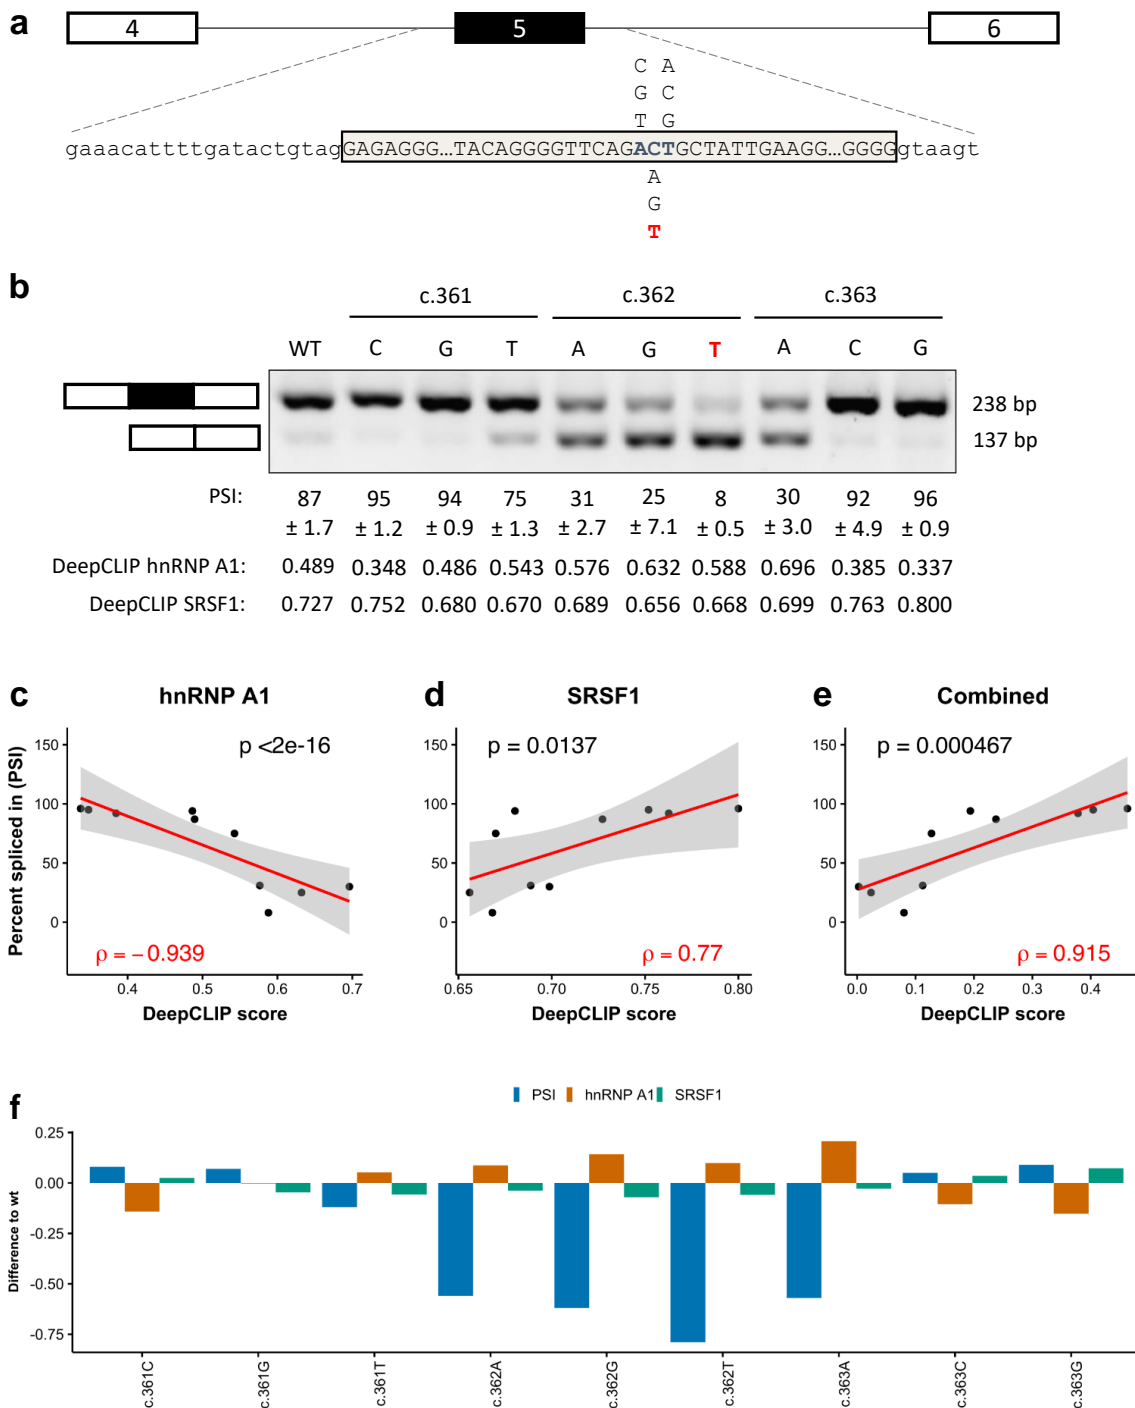 a
4 5 6
C A
G C
T G
gaaacattttgatactgtagGAGAGGG...TACAGGGGTTCAGACTGCTATTGAAGG...GGGGgtaagt
A
G
T
b
c.361 c.362 c.363
WT C G T A G T A C G
238 bp
137 bp
PSI: 87 95 94 75 31 25 8 30 92 96
± 1.7 ± 1.2 ± 0.9 ± 1.3 ± 2.7 ± 7.1 ± 0.5 ± 3.0 ± 4.9 ± 0.9
DeepCLIP hnRNP A1: 0.489 0.348 0.486 0.543 0.576 0.632 0.588 0.696 0.385 0.337
DeepCLIP SRSF1: 0.727 0.752 0.680 0.670 0.689 0.656 0.668 0.699 0.763 0.800
c hnRNP A1
Percent spliced in (PSI)
150
100
50
0
p <2e-16
ρ = −0.939
0.4 0.5 0.6 0.7
DeepCLIP score
d SRSF1
150
100
50
0
p = 0.0137
ρ = 0.77
0.65 0.70 0.75 0.80
DeepCLIP score
e Combined
150
100
50
0
p = 0.000467
ρ = 0.915
0.0 0.1 0.2 0.3 0.4
DeepCLIP score
f
PSI hnRNP A1 SRSF1
Difference to wt
0.25
0.00
-0.25
-0.50
-0.75
c.361C c.361G c.361T c.362A c.362G c.362T c.363A c.363C c.363G